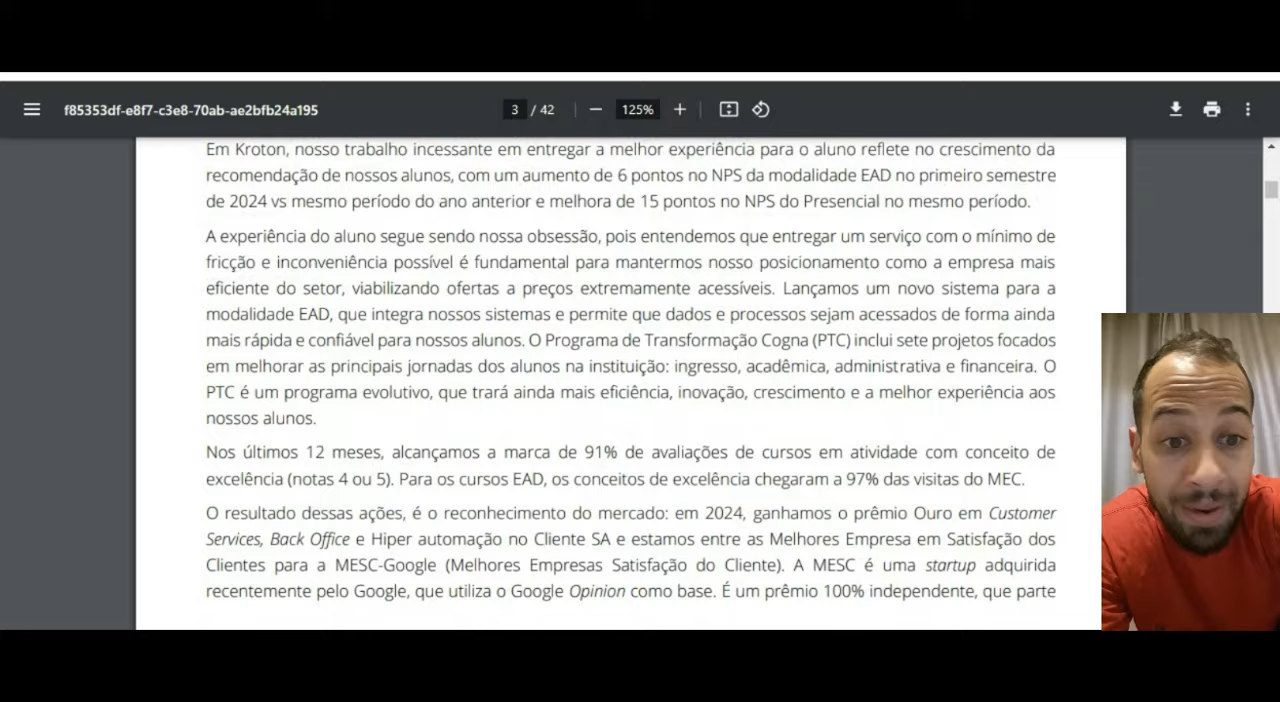 f85353df-e8f7-c3e8-70ab-ae2bfb24a195
3 / 42
125%
Em Kroton, nosso trabalho incessante em entregar a melhor experiência para o aluno reflete no crescimento da
recomendação de nossos alunos, com um aumento de 6 pontos no NPS da modalidade EAD no primeiro semestre
de 2024 vs mesmo período do ano anterior e melhora de 15 pontos no NPS do Presencial no mesmo período.
A experiência do aluno segue sendo nossa obsessão, pois entendemos que entregar um serviço com o mínimo de
fricção e inconveniência possível é fundamental para mantermos nosso posicionamento como a empresa mais
eficiente do setor, viabilizando ofertas a preços extremamente acessíveis. Lançamos um novo sistema para a
modalidade EAD, que integra nossos sistemas e permite que dados e processos sejam acessados de forma ainda
mais rápida e confiável para nossos alunos. O Programa de Transformação Cogna (PTC) inclui sete projetos focados
em melhorar as principais jornadas dos alunos na instituição: ingresso, acadêmica, administrativa e financeira. O
PTC é um programa evolutivo, que trará ainda mais eficiência, inovação, crescimento e a melhor experiência aos
nossos alunos.
Nos últimos 12 meses, alcançamos a marca de 91% de avaliações de cursos em atividade com conceito de
excelência (notas 4 ou 5). Para os cursos EAD, os conceitos de excelência chegaram a 97% das visitas do MEC.
O resultado dessas ações, é o reconhecimento do mercado: em 2024, ganhamos o prêmio Ouro em Customer
Services, Back Office e Hiper automação no Cliente SA e estamos entre as Melhores Empresa em Satisfação dos
Clientes para a MESC-Google (Melhores Empresas Satisfação do Cliente). A MESC é uma startup adquirida
recentemente pelo Google, que utiliza o Google Opinion como base. É um prêmio 100% independente, que parte